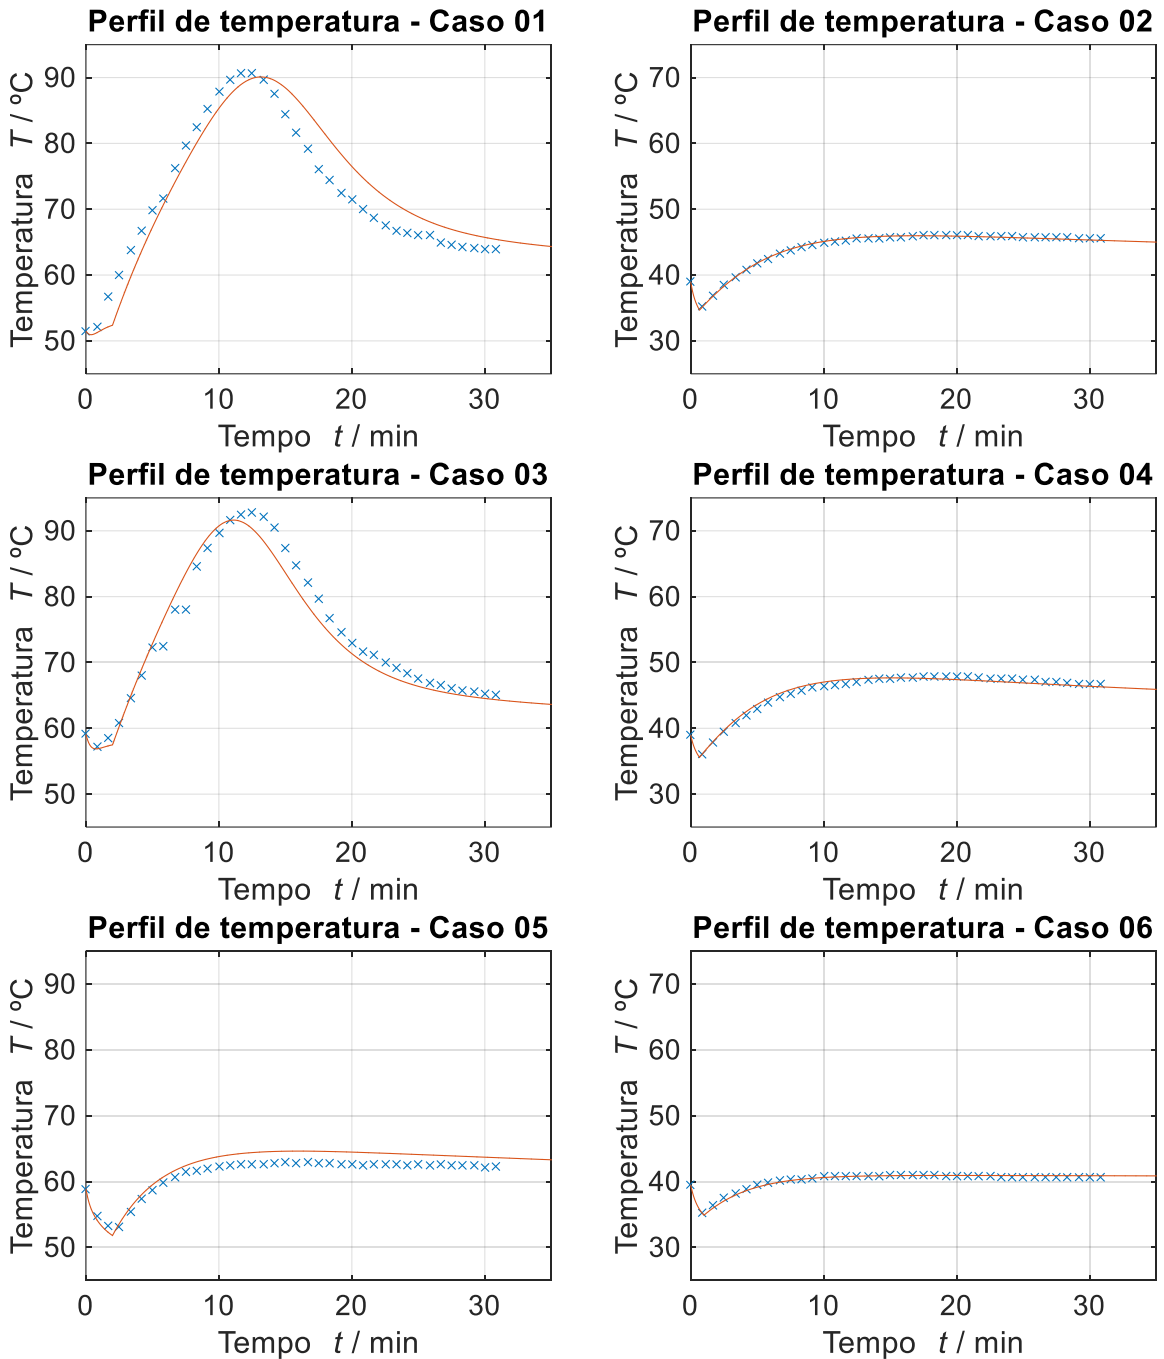 Perfil de temperatura - Caso 01
Temperatura T / ºC
90
80
70
60
50
0 10 20 30
Tempo t / min
Perfil de temperatura - Caso 02
Temperatura T / ºC
70
60
50
40
30
0 10 20 30
Tempo t / min
Perfil de temperatura - Caso 03
Temperatura T / ºC
90
80
70
60
50
0 10 20 30
Tempo t / min
Perfil de temperatura - Caso 04
Temperatura T / ºC
70
60
50
40
30
0 10 20 30
Tempo t / min
Perfil de temperatura - Caso 05
Temperatura T / ºC
90
80
70
60
50
0 10 20 30
Tempo t / min
Perfil de temperatura - Caso 06
Temperatura T / ºC
70
60
50
40
30
0 10 20 30
Tempo t / min